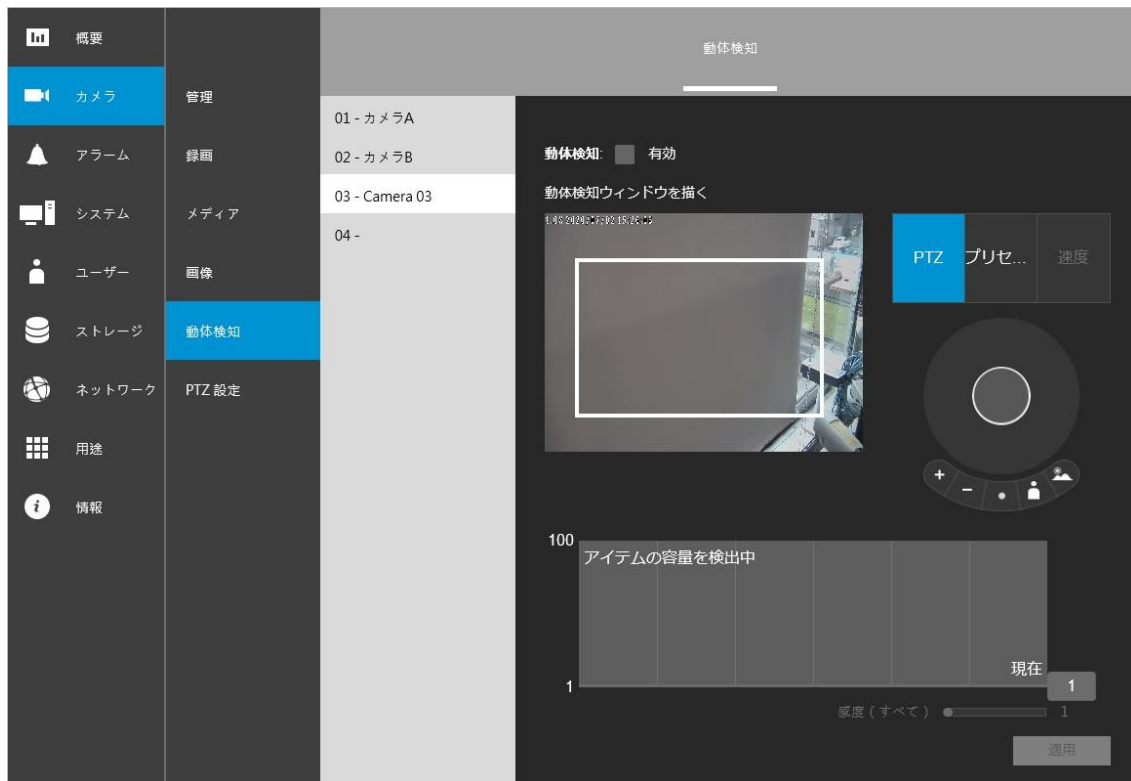 概要
カメラ
アラーム
システム
ユーザー
ストレージ
ネットワーク
用途
情報
管理
録画
メディア
画像
動体検知
PTZ 設定
動体検知
01 - カメラA
02 - カメラB
03 - Camera 03
04 -
動体検知: 有効
動体検知ウィンドウを描く
PTZ プリセ... 速度
100
アイテムの容量を検出中
現在
1
1
感度 ( すべて ) 1
適用